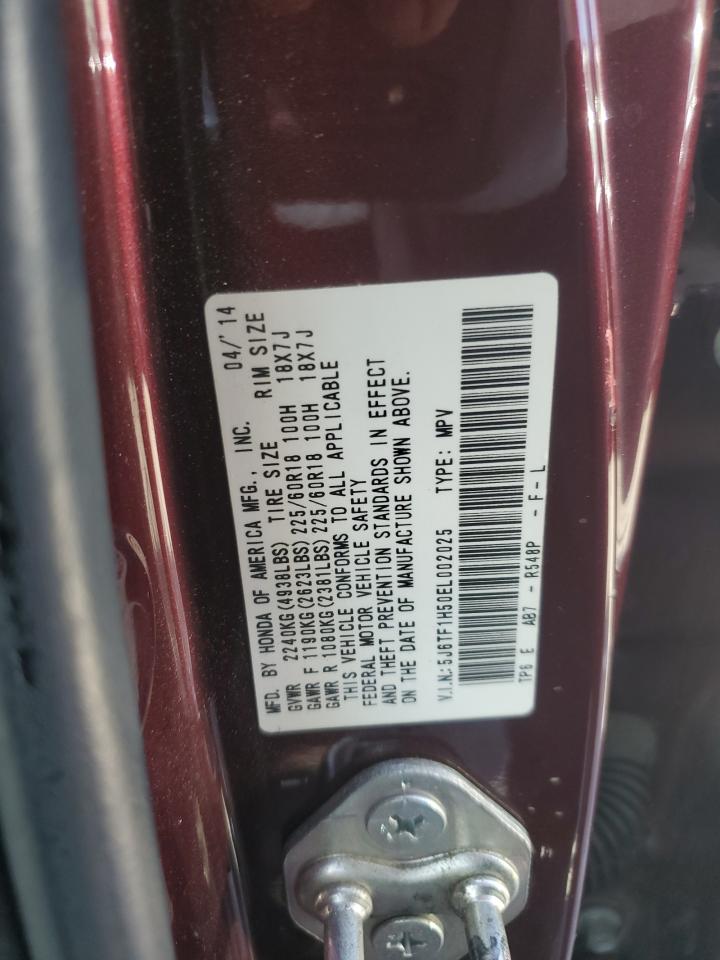 MFD. BY HONDA OF AMERICA MFG., INC. 04/'14
TIRE SIZE RIM SIZE
GVWR 2240KG(4938LBS)
GAWR F 1190KG(2623LBS) 225/60R18 100H 18X7J
GAWR R 1080KG(2381LBS) 225/60R18 100H 18X7J
THIS VEHICLE CONFORMS TO ALL APPLICABLE
FEDERAL MOTOR VEHICLE SAFETY
AND THEFT PREVENTION STANDARDS IN EFFECT
ON THE DATE OF MANUFACTURE SHOWN ABOVE.
V.I.N:5J6TF1H50EL002025 TYPE: MPV
TP6 E A07 - R548P - F - L